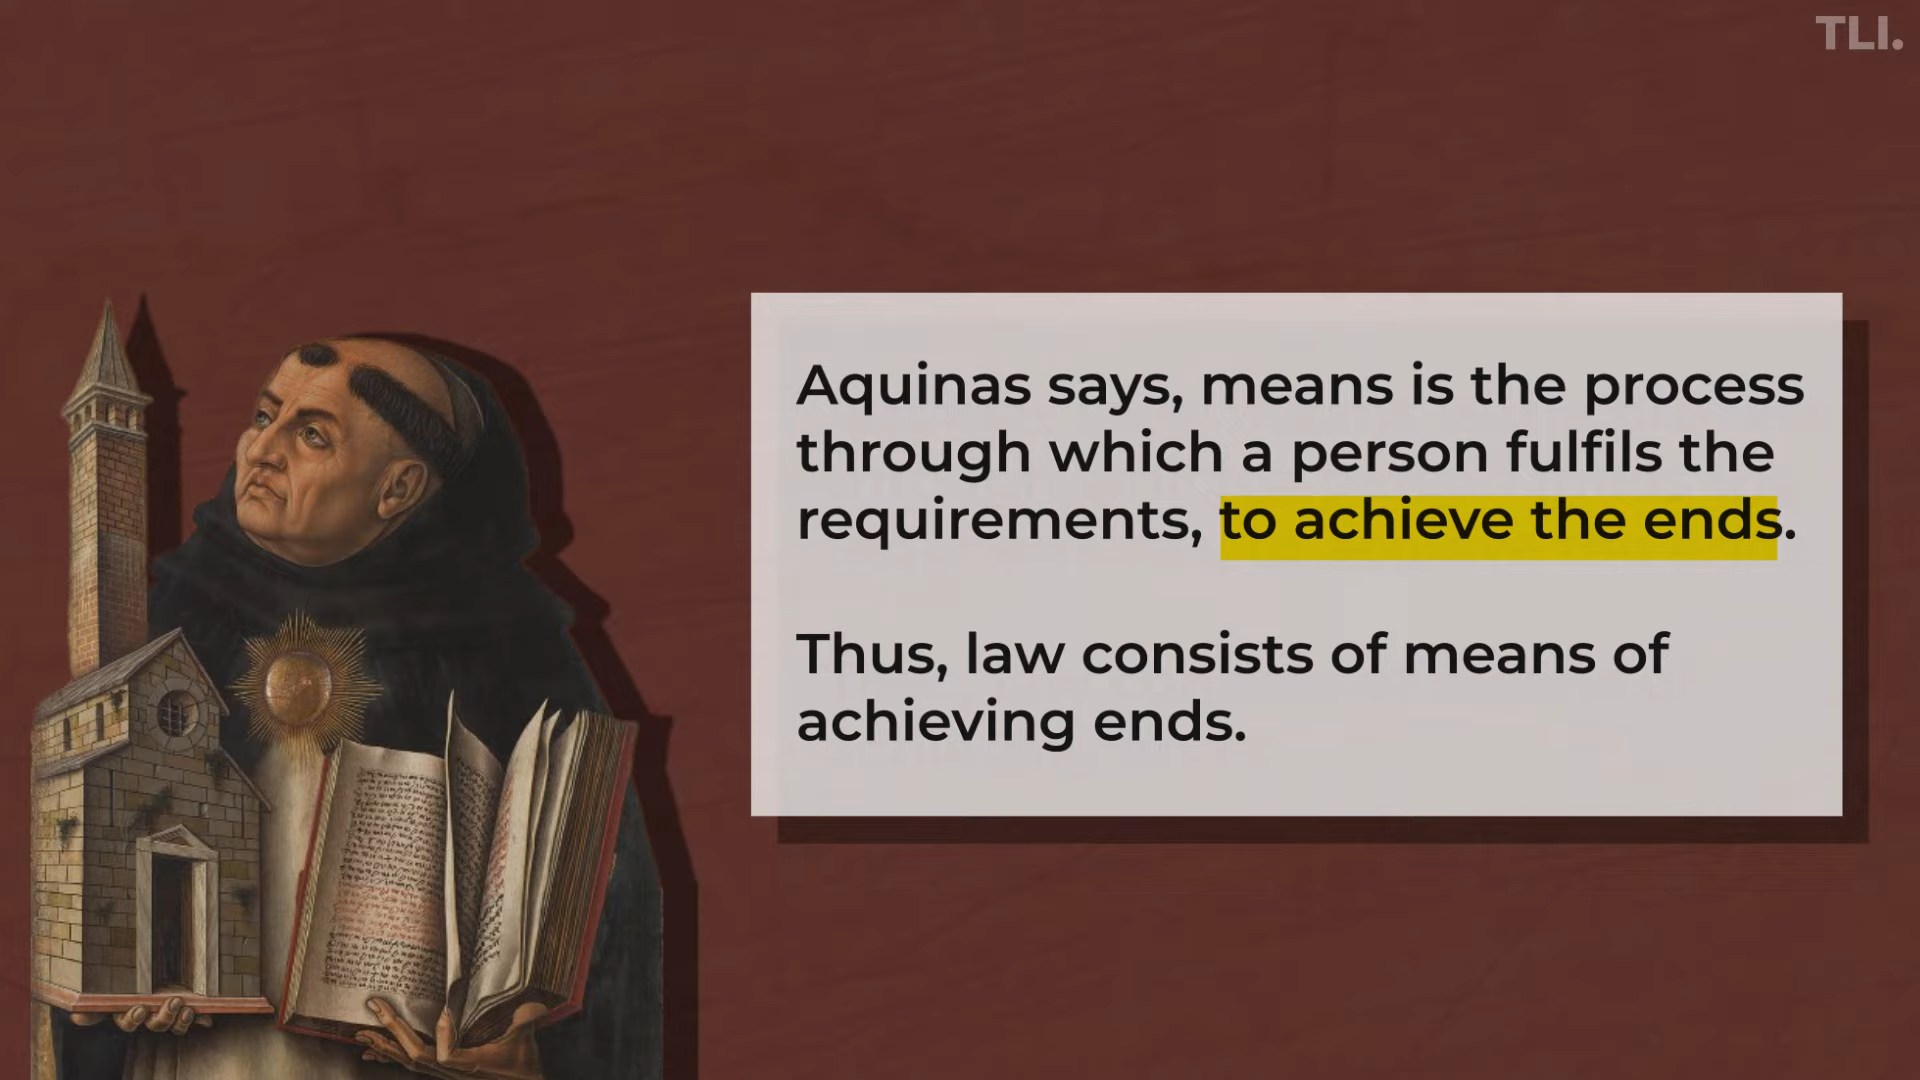 TLI.
Aquinas says, means is the process
through which a person fulfils the
requirements, to achieve the ends.
Thus, law consists of means of
achieving ends.